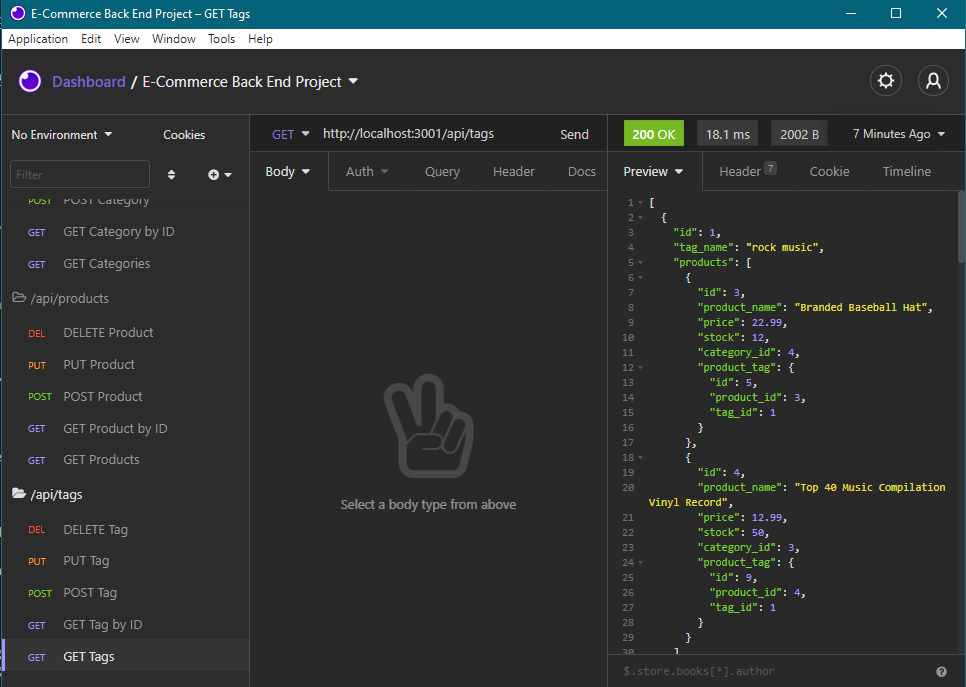 E-Commerce Back End Project – GET Tags
Application Edit View Window Tools Help
Dashboard / E-Commerce Back End Project
No Environment Cookies
Filter
POST POST Category
GET GET Category by ID
GET GET Categories
/api/products
DEL DELETE Product
PUT PUT Product
POST POST Product
GET GET Product by ID
GET GET Products
/api/tags
DEL DELETE Tag
PUT PUT Tag
POST POST Tag
GET GET Tag by ID
GET GET Tags
GET http://localhost:3001/api/tags Send
Body Auth Query Header Docs
Select a body type from above
200 OK 18.1 ms 2002 B 7 Minutes Ago
Preview Header 7 Cookie Timeline
1 [
2 {
3 "id": 1,
4 "tag_name": "rock music",
5 "products": [
6 {
7 "id": 3,
8 "product_name": "Branded Baseball Hat",
9 "price": 22.99,
10 "stock": 12,
11 "category_id": 4,
12 "product_tag": {
13 "id": 5,
14 "product_id": 3,
15 "tag_id": 1
16 }
17 },
18 {
19 "id": 4,
20 "product_name": "Top 40 Music Compilation
Vinyl Record",
21 "price": 12.99,
22 "stock": 50,
23 "category_id": 3,
24 "product_tag": {
25 "id": 9,
26 "product_id": 4,
27 "tag_id": 1
28 }
29 }
30 ]
$.store.books[*].author